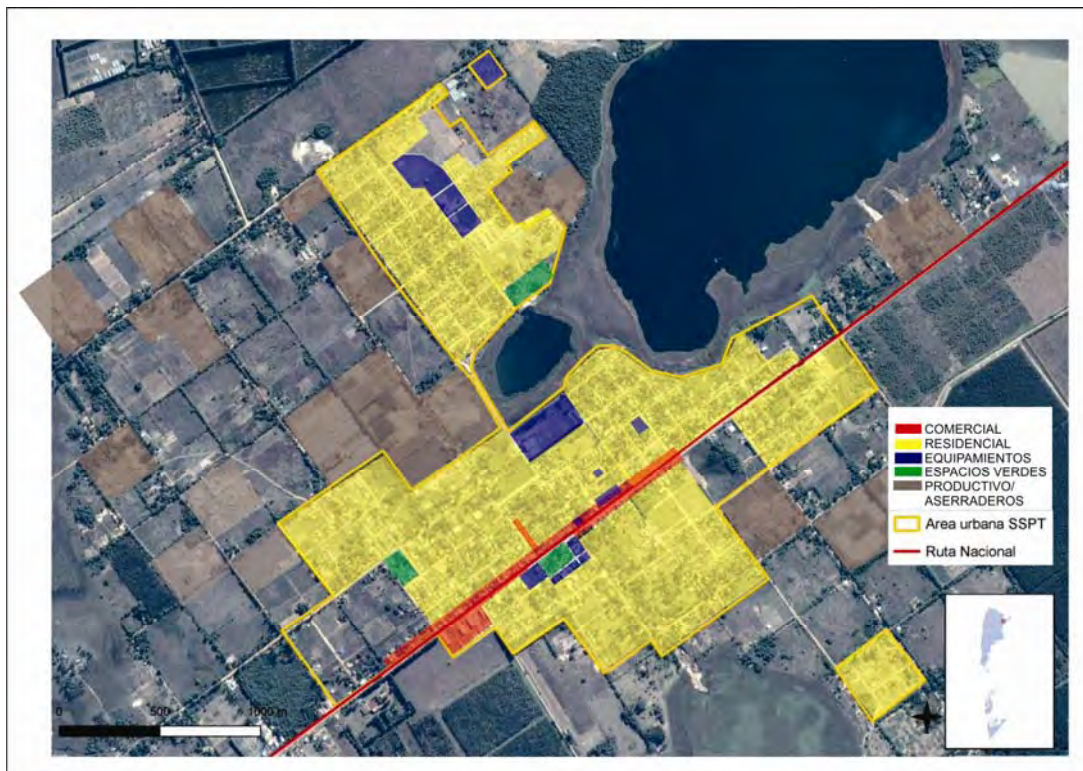 COMERCIAL
RESIDENCIAL
EQUIPAMIENTOS
ESPACIOS VERDES
PRODUCTIVO/
ASERRADEROS
Area urbana SSPT
Ruta Nacional
0 500 1000 m